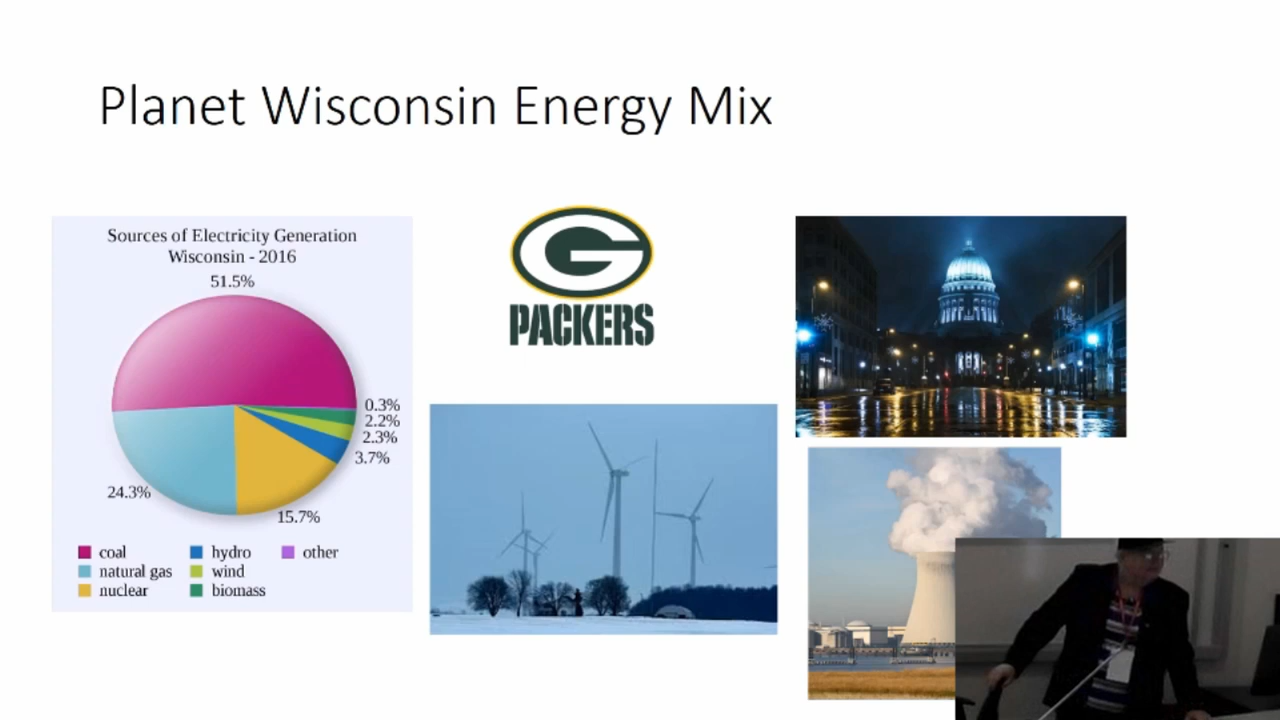 Planet Wisconsin Energy Mix
Sources of Electricity Generation
Wisconsin - 2016
51.5%
0.3%
2.2%
2.3%
3.7%
24.3%
15.7%
coal
hydro
other
natural gas
wind
nuclear
biomass
G
PACKERS